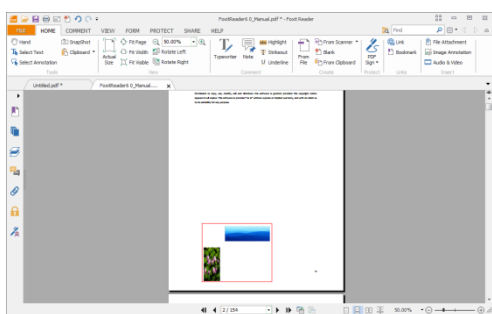 FoxitReader6 0_Manual.pdf * - Foxit Reader
FILE HOME COMMENT VIEW FORM PROTECT SHARE HELP
Find
Hand
Select Text
Select Annotation
SnapShot
Clipboard
Tools
Actual Size
Fit Page
Fit Width
Fit Visible
50.00%
Rotate Left
Rotate Right
View
Typewriter
Note
Highlight
Strikeout
Underline
Comment
From File
From Scanner
Blank
From Clipboard
Create
PDF Sign
Protect
Link
Bookmark
Links
File Attachment
Image Annotation
Audio & Video
Insert
Untitled.pdf *
FoxitReader6 0_Manual....
2 / 154
50.00%